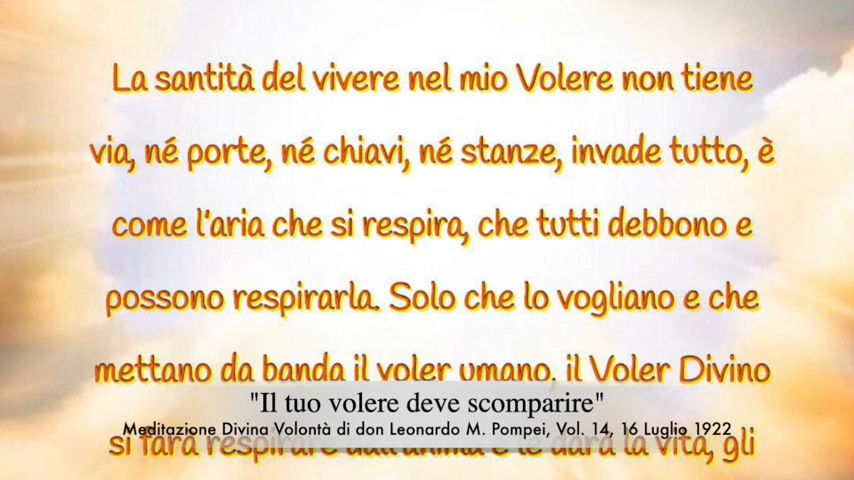 La santità del vivere nel mio Volere non tiene
via, né porte, né chiavi, né stanze, invade tutto, è
come l'aria che si respira, che tutti debbono e
possono respirarla. Solo che lo vogliano e che
mettano da banda il voler umano, il Voler Divino
"Il tuo volere deve scomparire"
Meditazione Divina Volontà di don Leonardo M. Pompei, Vol. 14, 16 Luglio 1922
si farà respirare dall'anima e le darà la vita, gli